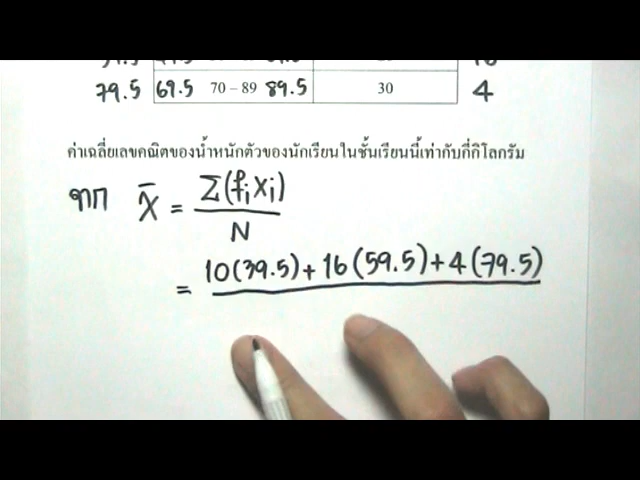 79.5 69.5 70 – 89 89.5 30 4
ค่าเฉลี่ยเลขคณิตของน้ำหนักตัวของนักเรียนในชั้นเรียนนี้เท่ากับกี่กิโลกรัม
จาก X̄ = Σ(fᵢxᵢ)
N
= 10(39.5)+16(59.5)+4(79.5)